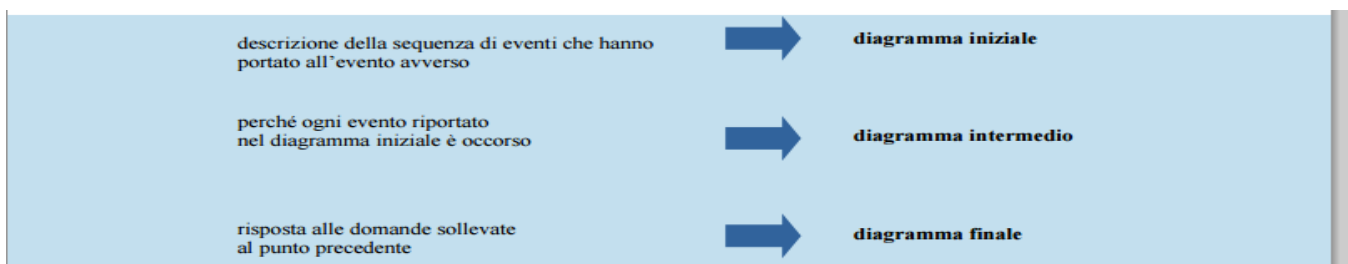 descrizione della sequenza di eventi che hanno
portato all'evento avverso
diagramma iniziale
perché ogni evento riportato
nel diagramma iniziale è occorso
diagramma intermedio
risposta alle domande sollevate
al punto precedente
diagramma finale